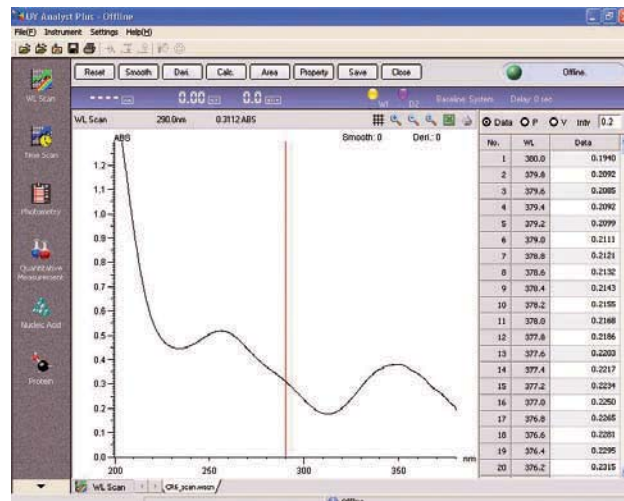 UV Analyst Plus - Offline
File(F) Instrument Settings Help(H)
Reset Smooth Deri. Calc. Area Property Save Close Offline.
---- 0.00 0.0 W1 D2 Baseline: System Delay: 0 sec
WL Scan
Time Scan
Photometry
Quantitative
Measurement
Nucleic Acid
Protein
WL Scan 290.0nm 0.3112 ABS
Data P V Intv 0.2
ABS Smooth: 0 Deri.: 0
1.2
1.1
1.0
0.9
0.8
0.7
0.6
0.5
0.4
0.3
0.2
0.1
0.0
200 250 300 350 nm
No. WL Data
1 380.0 0.1940
2 379.8 0.2092
3 379.6 0.2085
4 379.4 0.2092
5 379.2 0.2099
6 379.0 0.2111
7 378.8 0.2121
8 378.6 0.2132
9 378.4 0.2143
10 378.2 0.2155
11 378.0 0.2168
12 377.8 0.2186
13 377.6 0.2203
14 377.4 0.2217
15 377.2 0.2234
16 377.0 0.2250
17 376.8 0.2265
18 376.6 0.2281
19 376.4 0.2295
20 376.2 0.2315
WL Scan
Offline